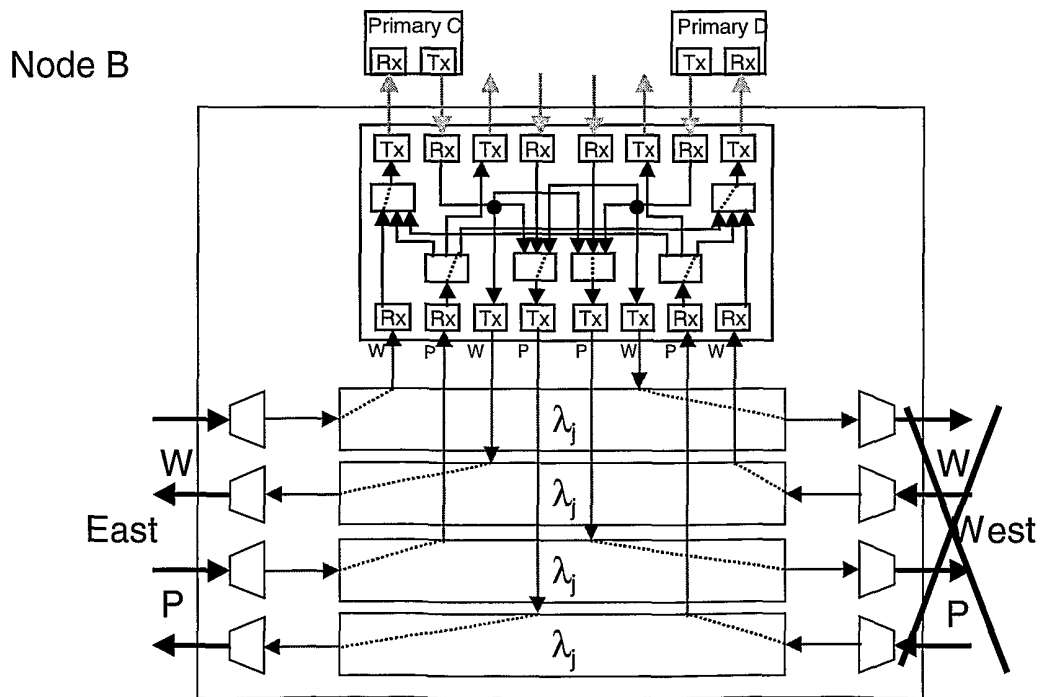 Primary C
Primary D
Rx Tx
Tx Rx
Node B
Tx Rx Tx Rx Rx Tx Rx Tx
Rx Rx Tx Tx Tx Tx Rx Rx
W P W P P W P W
λj
W
W
λj
East
West
λj
P
P
λj